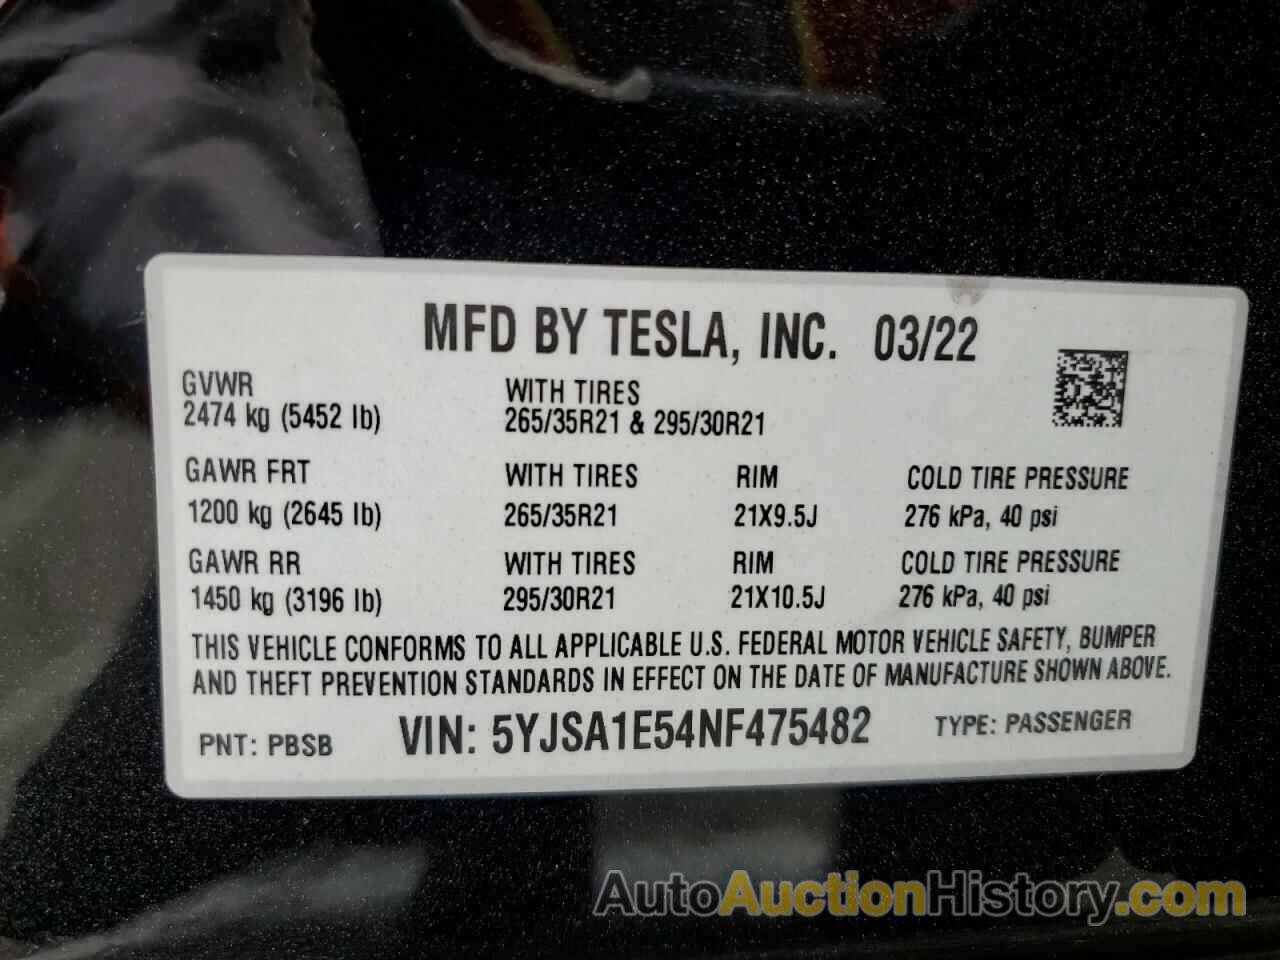 MFD BY TESLA, INC. 03/22
GVWR WITH TIRES
2474 kg (5452 lb) 265/35R21 & 295/30R21
GAWR FRT WITH TIRES RIM COLD TIRE PRESSURE
1200 kg (2645 lb) 265/35R21 21X9.5J 276 kPa, 40 psi
GAWR RR WITH TIRES RIM COLD TIRE PRESSURE
1450 kg (3196 lb) 295/30R21 21X10.5J 276 kPa, 40 psi
THIS VEHICLE CONFORMS TO ALL APPLICABLE U.S. FEDERAL MOTOR VEHICLE SAFETY, BUMPER
AND THEFT PREVENTION STANDARDS IN EFFECT ON THE DATE OF MANUFACTURE SHOWN ABOVE.
PNT: PBSB VIN: 5YJSA1E54NF475482 TYPE: PASSENGER
AutoAuctionHistory.com